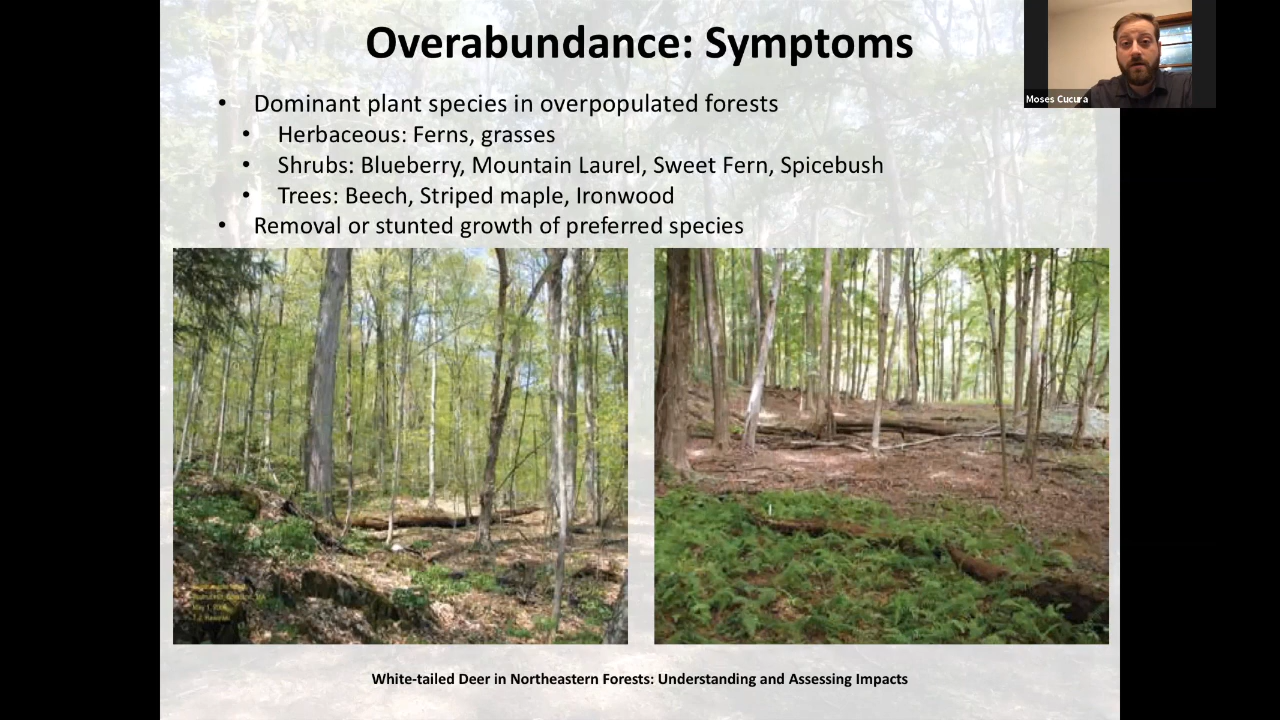 Overabundance: Symptoms
• Dominant plant species in overpopulated forests
• Herbaceous: Ferns, grasses
• Shrubs: Blueberry, Mountain Laurel, Sweet Fern, Spicebush
• Trees: Beech, Striped maple, Ironwood
• Removal or stunted growth of preferred species
Moses Cucura
White-tailed Deer in Northeastern Forests: Understanding and Assessing Impacts